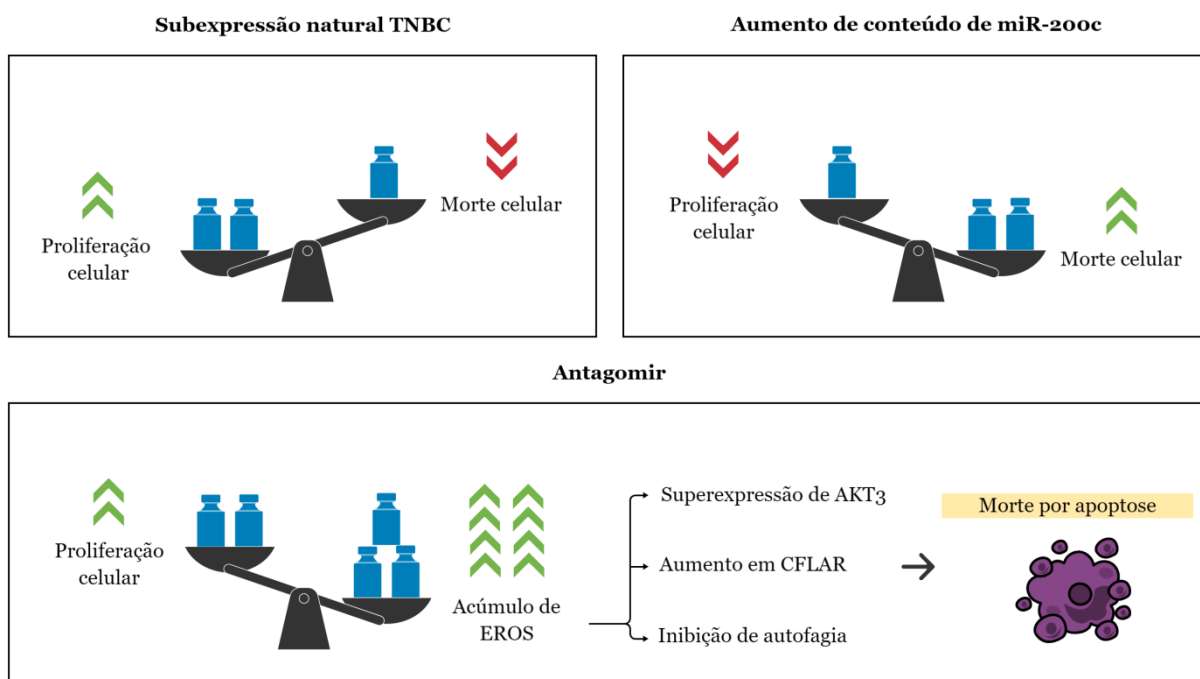 Subexpressão natural TNBC
Aumento de conteúdo de miR-200c
Proliferação
celular
Morte celular
Proliferação
celular
Morte celular
Antagomir
Proliferação
celular
Acúmulo de
EROS
Superexpressão de AKT3
Aumento em CFLAR
Inibição de autofagia
Morte por apoptose